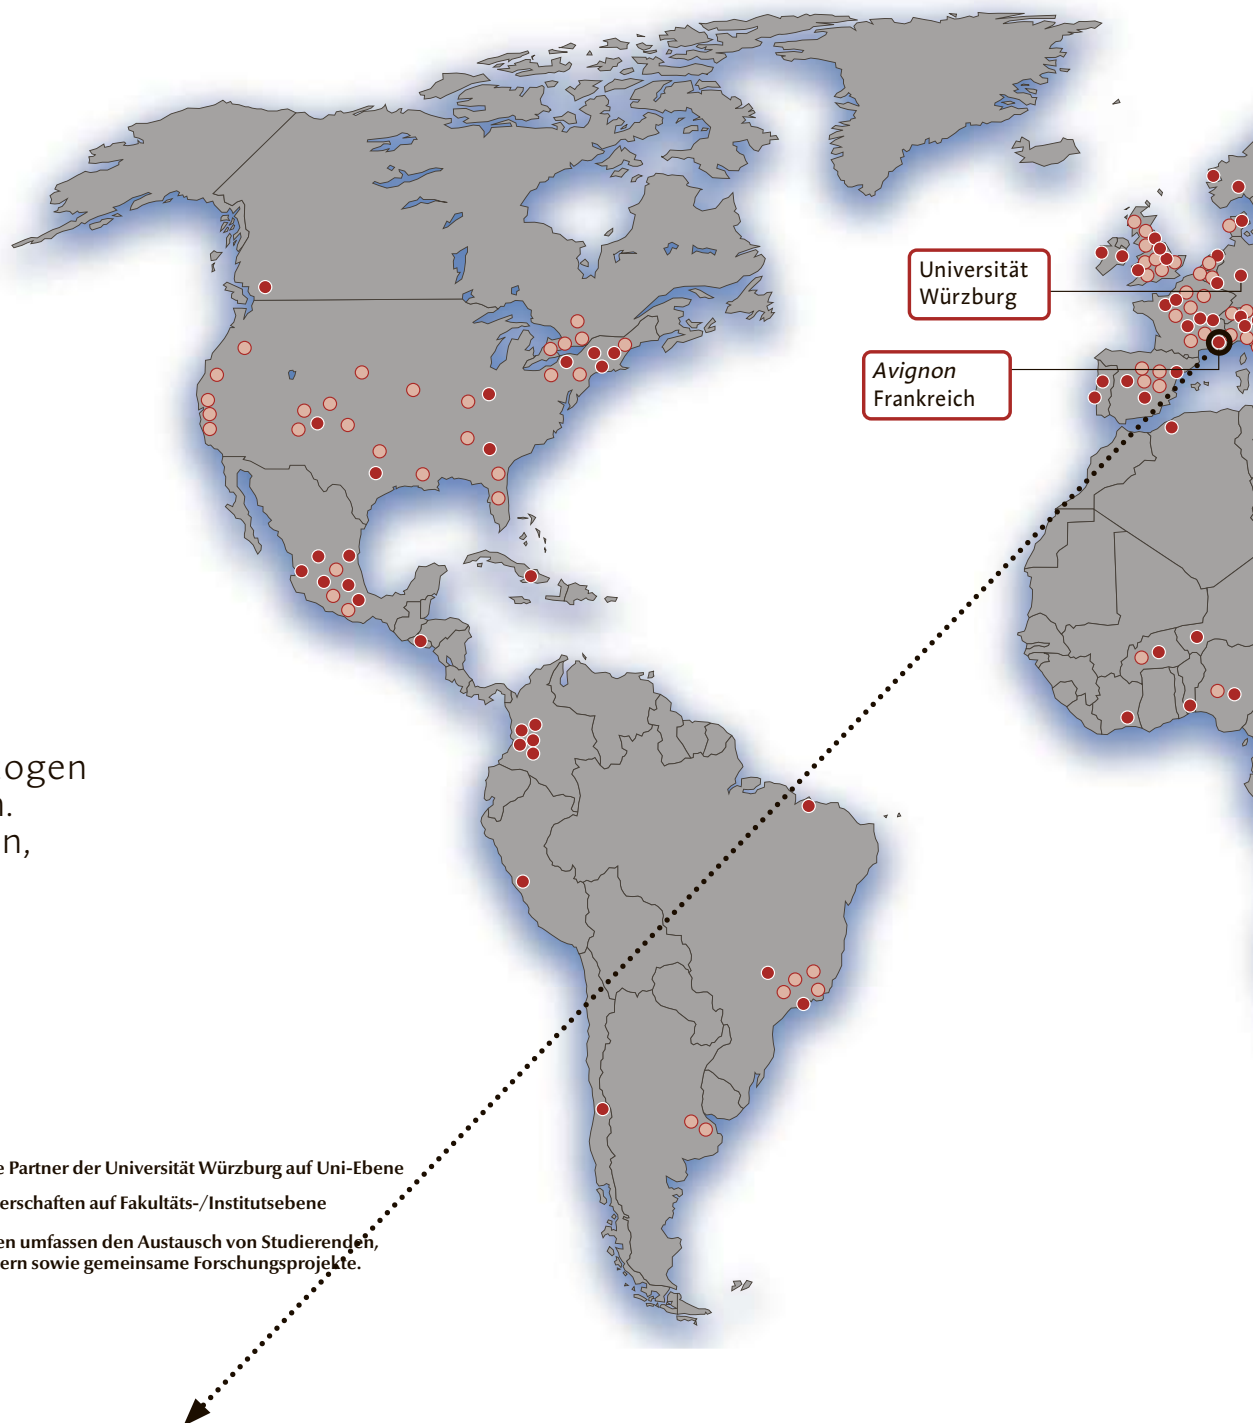 Universität
Würzburg
Avignon
Frankreich
ogen
n.
n,
e Partner der Universität Würzburg auf Uni-Ebene
erschaften auf Fakultäts-/Institutsebene
en umfassen den Austausch von Studierenden,
ern sowie gemeinsame Forschungsprojekte.